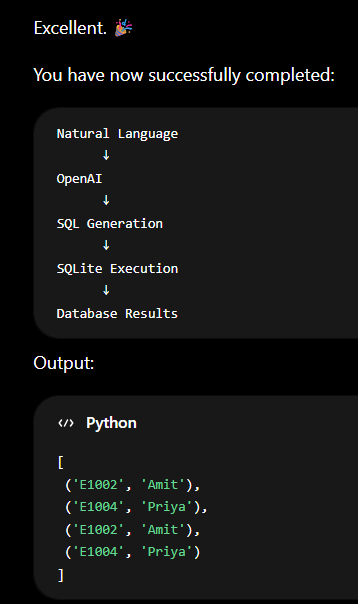 Excellent. 🎉
You have now successfully completed:
Natural Language
↓
OpenAI
↓
SQL Generation
↓
SQLite Execution
↓
Database Results
Output:
</> Python
[
('E1002', 'Amit'),
('E1004', 'Priya'),
('E1002', 'Amit'),
('E1004', 'Priya')
]